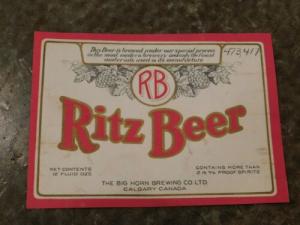 This Beer is brewed under our special process
in the most modern brewery and only the finest
materials used in its manufacture
473,417
RB
Ritz Beer
NET CONTENTS
12 FLUID OZS
CONTAINS MORE THAN
2½% PROOF SPIRITS
THE BIG HORN BREWING CO LTD
CALGARY CANADA